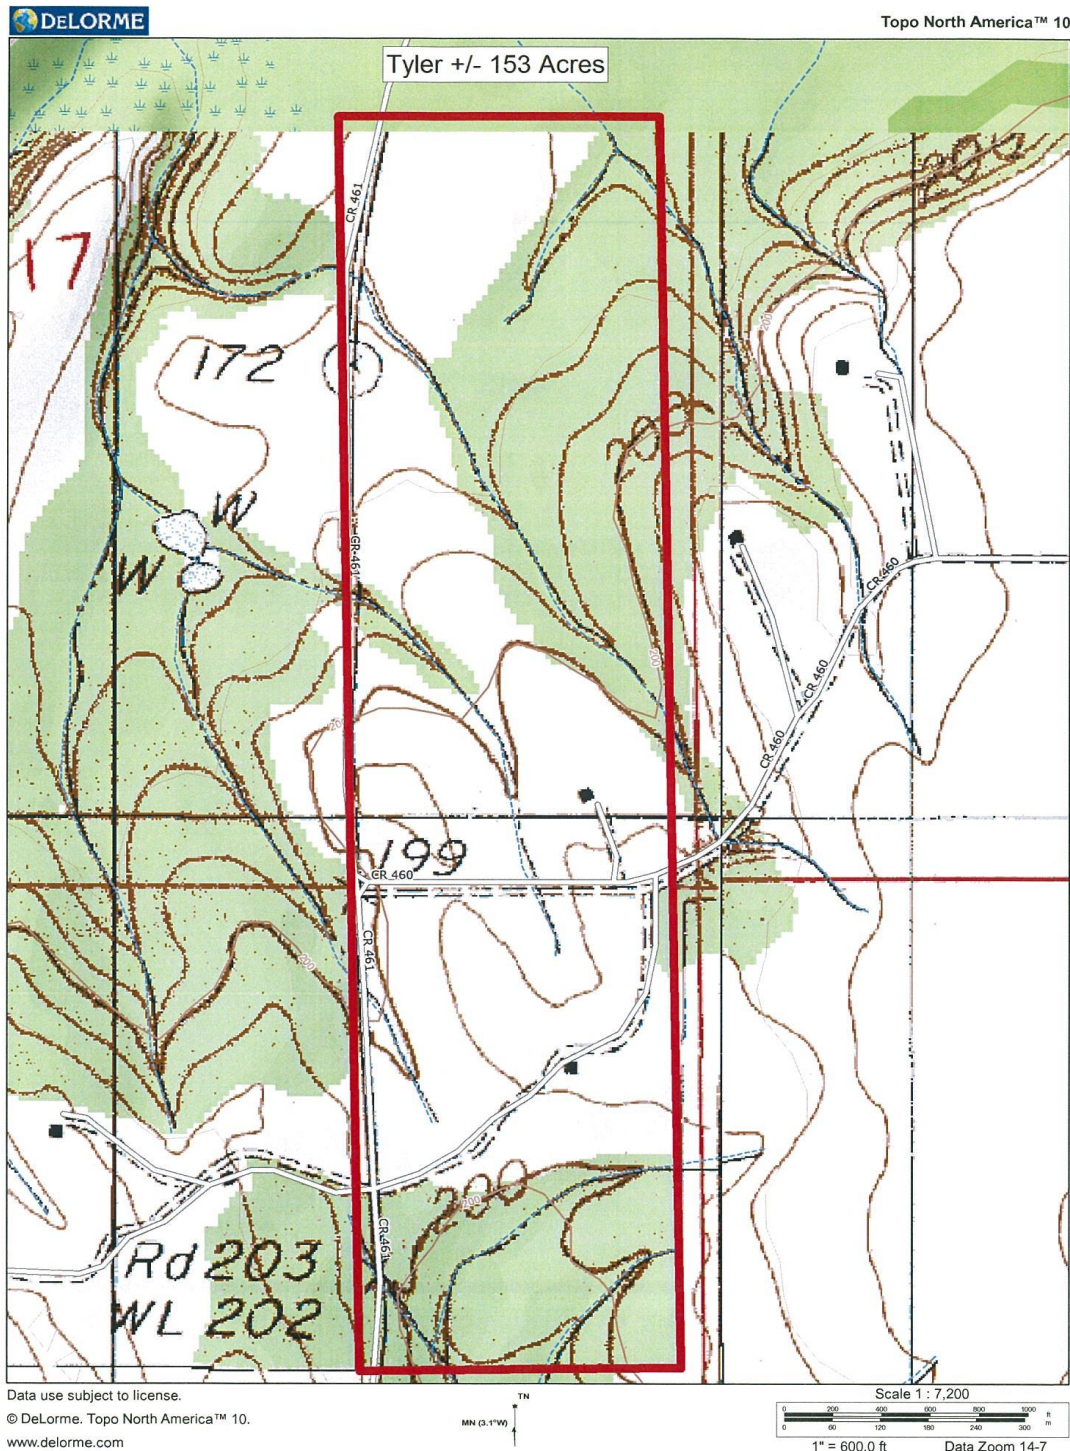 DELORME
Topo North America™ 10
Tyler +/- 153 Acres
200
CR 461
17
200
172
200
W
CR 461
W
CR 460
200
CR 460
200
CR 460
199
CR 460
CR 461
200
200
200
CR 461
Rd 203
WL 202
Data use subject to license.
© DeLorme. Topo North America™ 10.
www.delorme.com
TN
MN (3.1°W)
Scale 1 : 7,200
0 200 400 600 800 1000 ft
0 60 120 180 240 300 m
1" = 600.0 ft Data Zoom 14-7